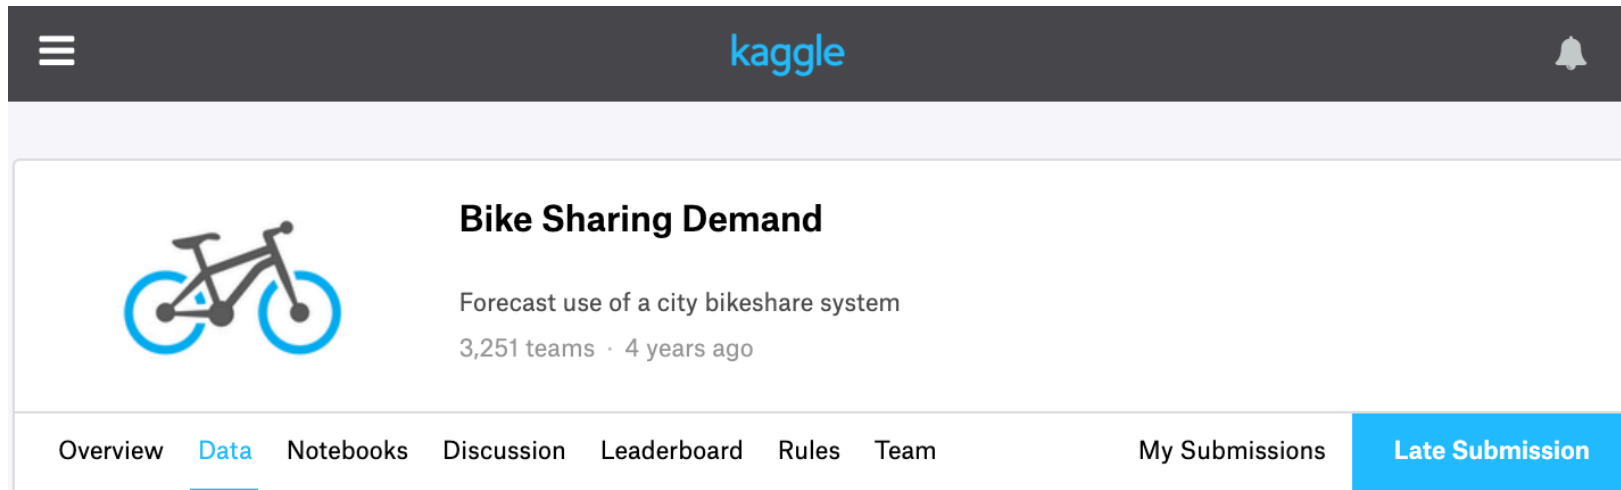 kaggle
Bike Sharing Demand
Forecast use of a city bikeshare system
3,251 teams · 4 years ago
Overview Data Notebooks Discussion Leaderboard Rules Team My Submissions Late Submission